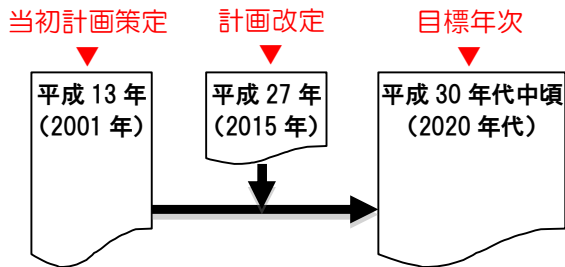 当初計画策定
計画改定
目標年次
平成 13 年
（2001 年）
平成 27 年
（2015 年）
平成 30 年代中頃
（2020 年代）